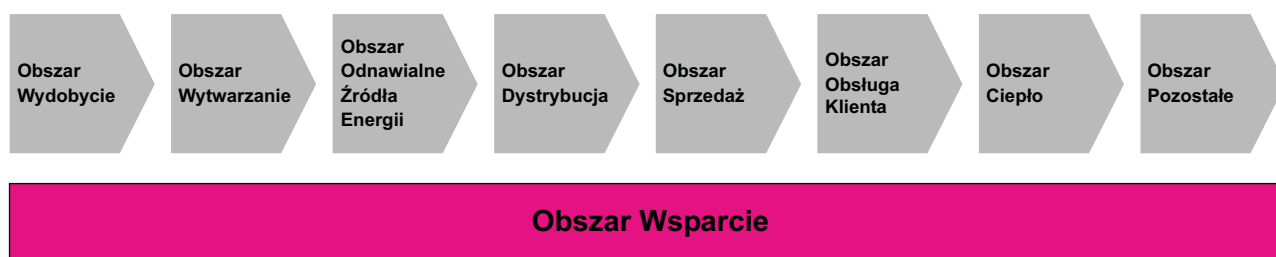 Obszar
Wydobycie
Obszar
Wytwarzanie
Obszar
Odnawialne
Źródła
Energii
Obszar
Dystrybucja
Obszar
Sprzedaż
Obszar
Obsługa
Klienta
Obszar
Ciepło
Obszar
Pozostałe
Obszar Wsparcie